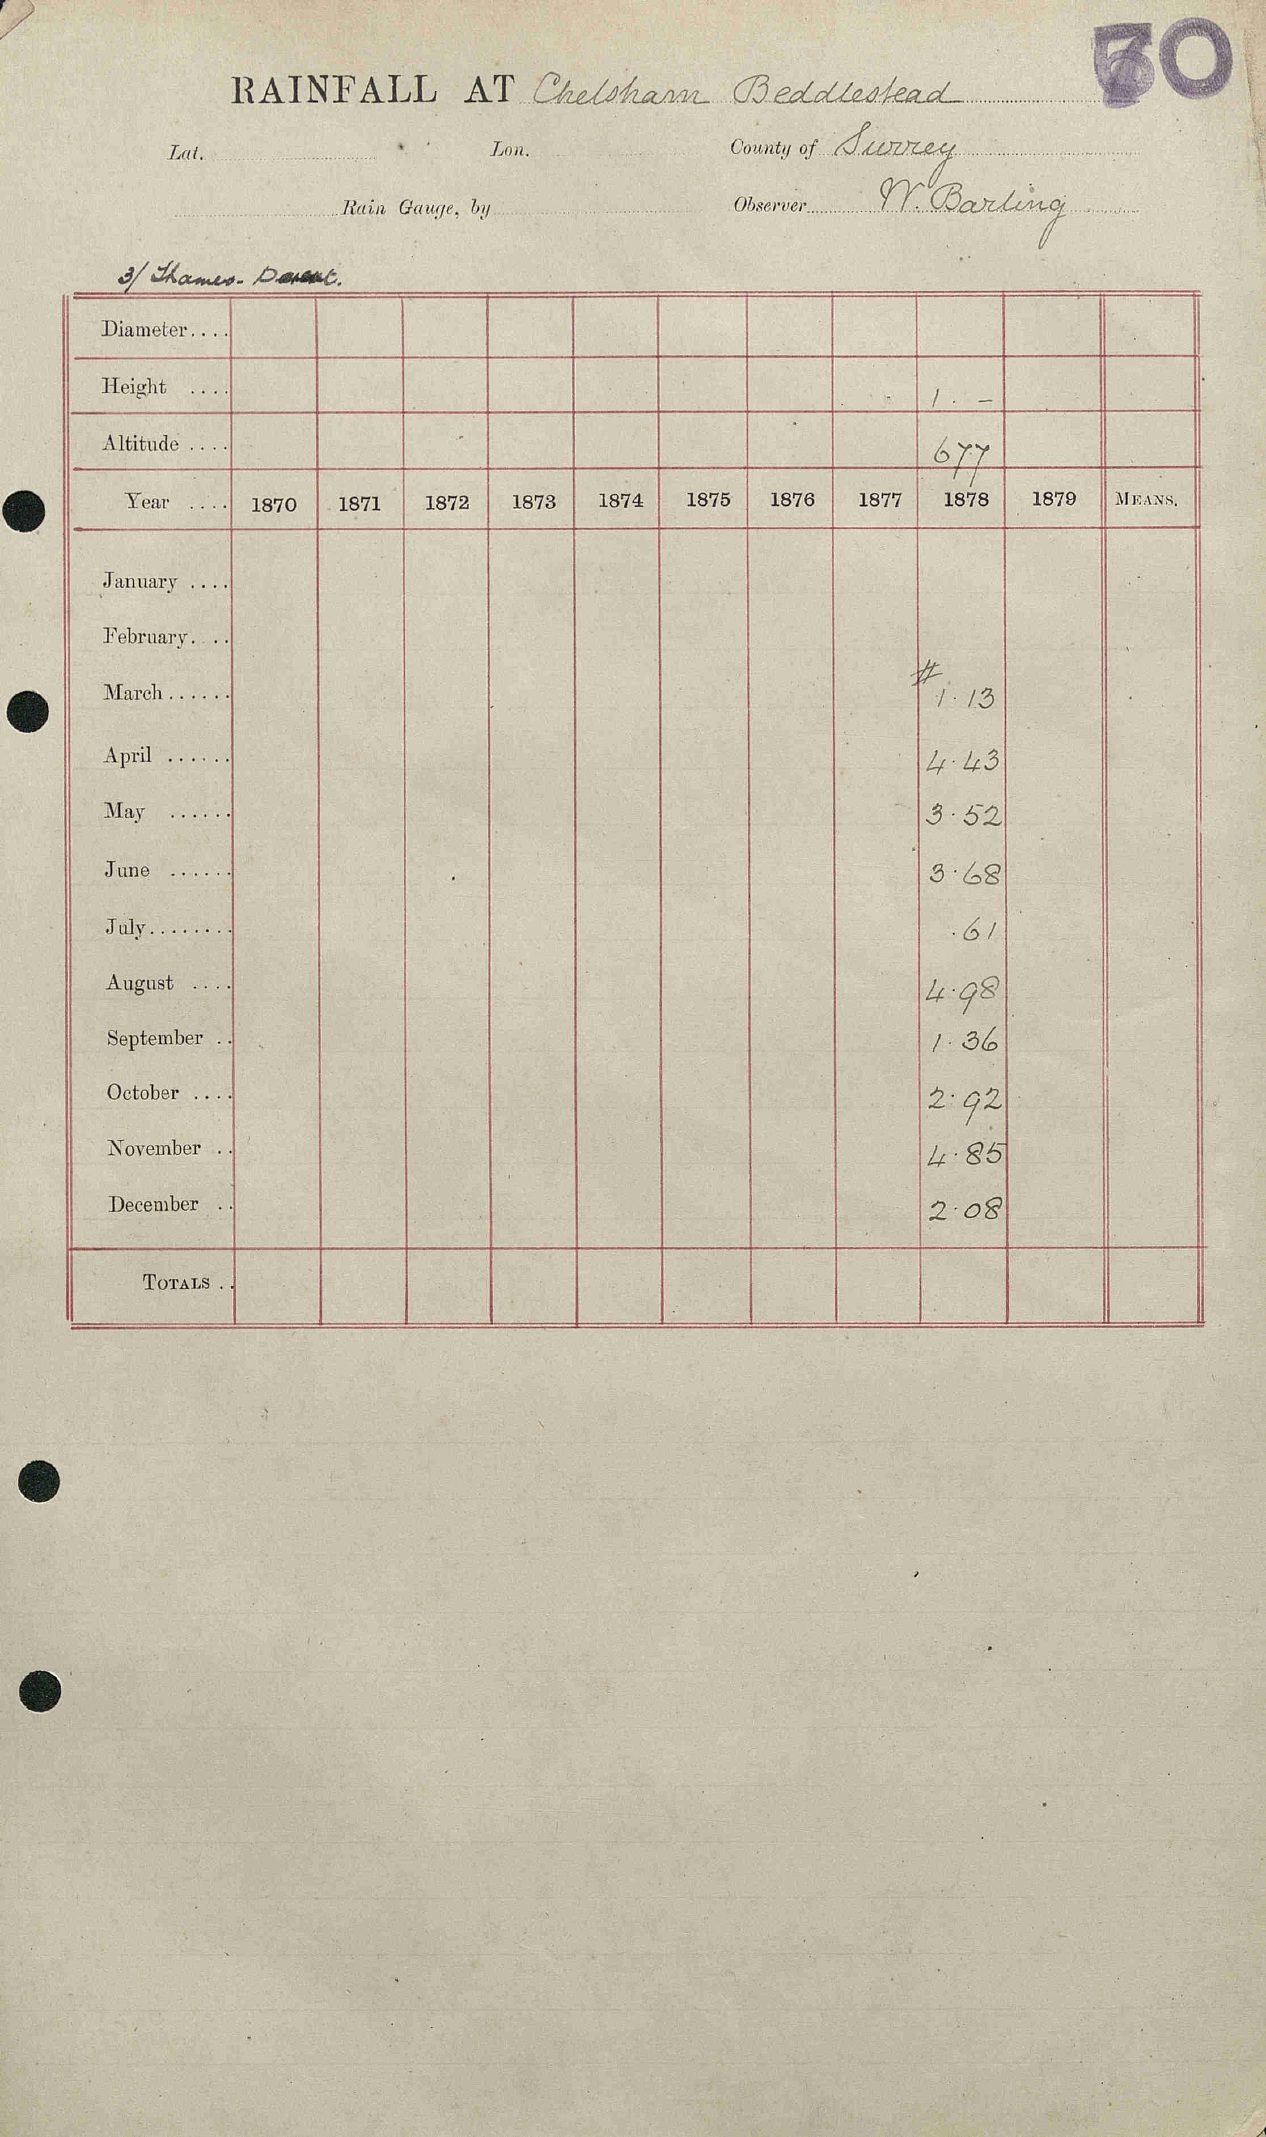 70
RAINFALL AT Chelsham Beddlestead
Lat. Lon. County of Surrey
Rain Gauge, by Observer W. Barling
3/ Thames - Darent.
Diameter....
Height .... 1 . –
Altitude .... 677
Year .... 1870 1871 1872 1873 1874 1875 1876 1877 1878 1879 MEANS.
January ....
February. ..
March ...... # 1.13
April ...... 4.43
May ...... 3.52
June ...... 3.68
July........ .61
August .... 4.98
September .. 1.36
October .... 2.92
November .. 4.85
December .. 2.08
TOTALS ..